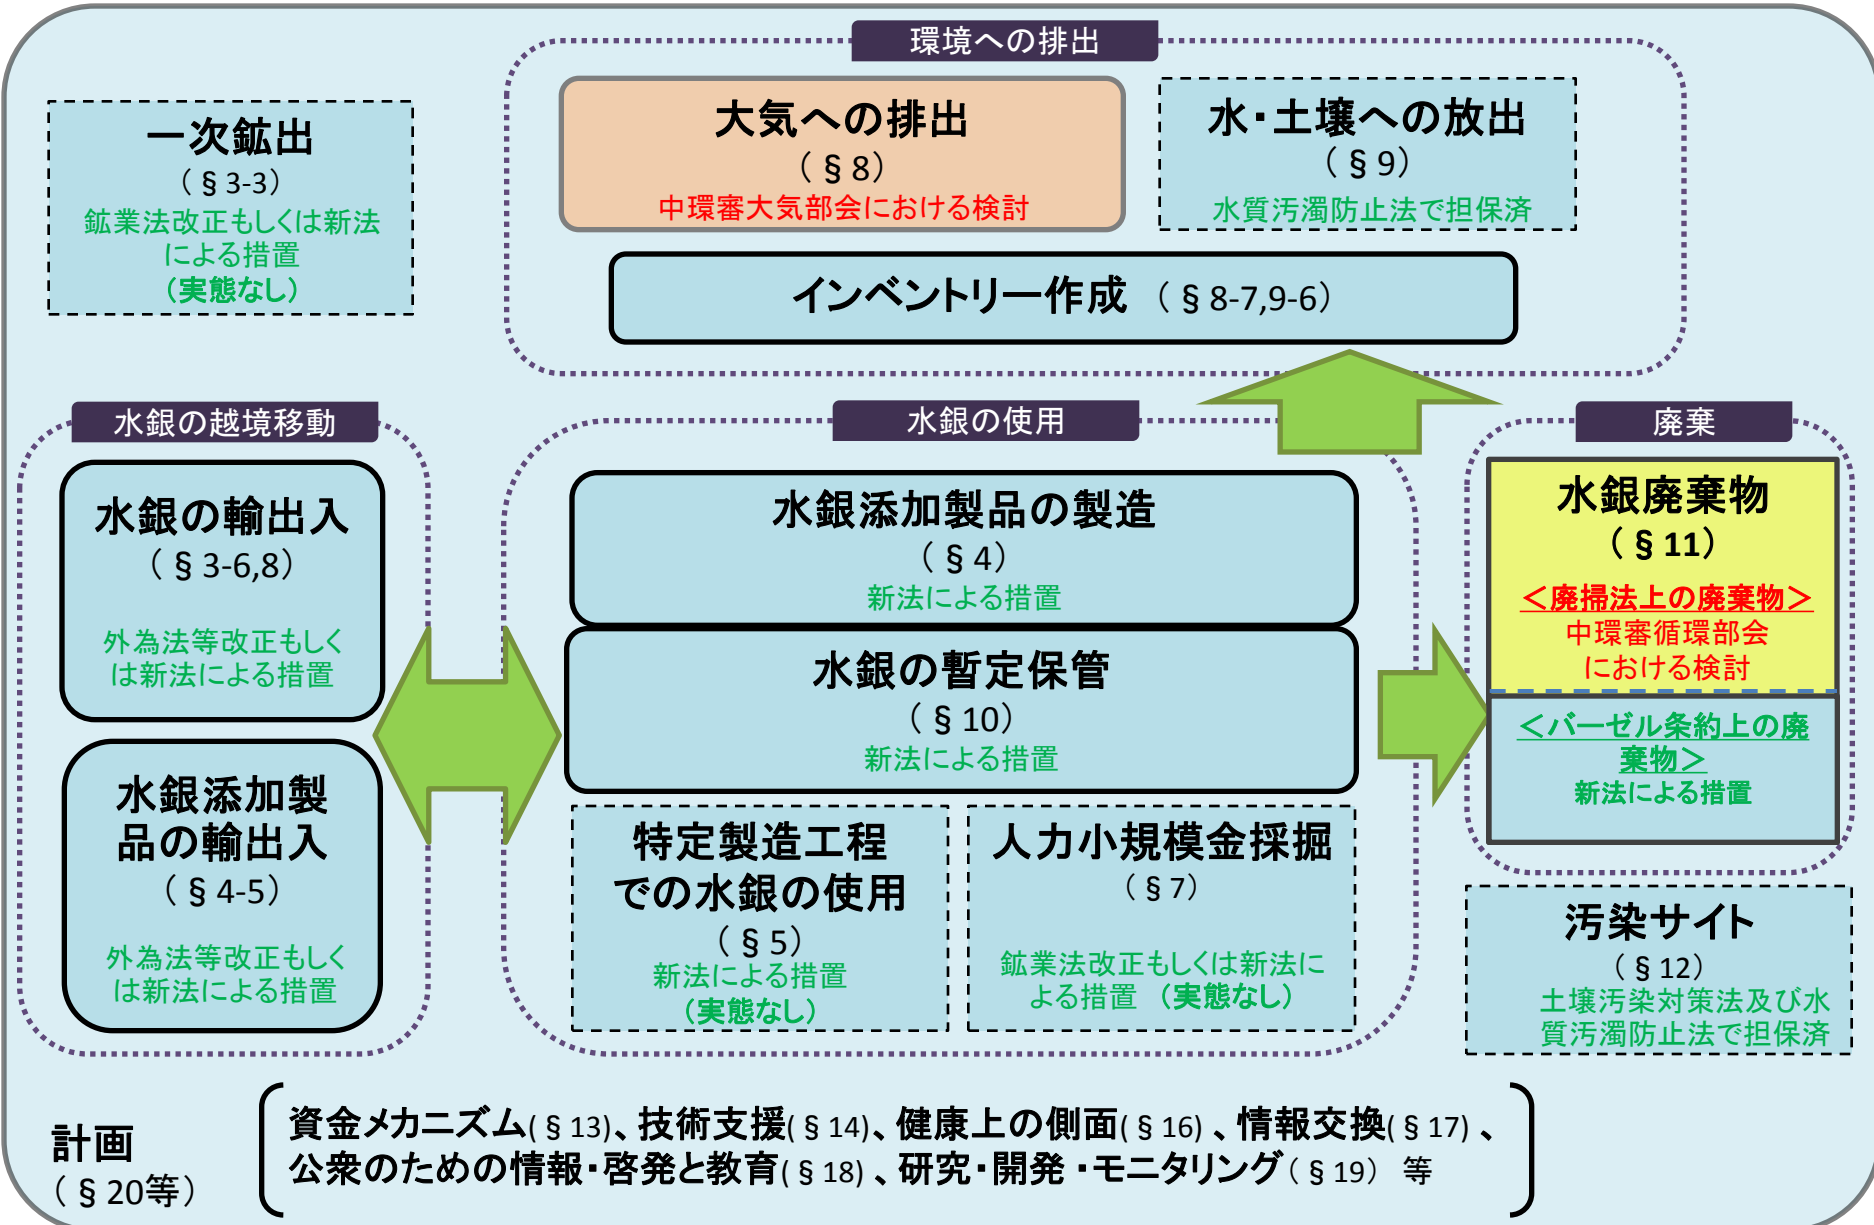 環境への排出
一次鉱出
（§3-3）
鉱業法改正もしくは新法
による措置
（実態なし）
大気への排出
（§8）
中環審大気部会における検討
水・土壌への放出
（§9）
水質汚濁防止法で担保済
インベントリー作成 （§8-7,9-6）
水銀の越境移動
水銀の輸出入
（§3-6,8）
外為法等改正もしく
は新法による措置
水銀添加製
品の輸出入
（§4-5）
外為法等改正もしく
は新法による措置
水銀の使用
水銀添加製品の製造
（§4）
新法による措置
水銀の暫定保管
（§10）
新法による措置
特定製造工程
での水銀の使用
（§5）
新法による措置
（実態なし）
人力小規模金採掘
（§7）
鉱業法改正もしくは新法に
よる措置 （実態なし）
廃棄
水銀廃棄物
（§11）
＜廃掃法上の廃棄物＞
中環審循環部会
における検討
＜バーゼル条約上の廃
棄物＞
新法による措置
汚染サイト
（§12）
土壌汚染対策法及び水
質汚濁防止法で担保済
計画
（§20等）
資金メカニズム(§13)、技術支援(§14)、健康上の側面(§16)、情報交換(§17)、
公衆のための情報・啓発と教育(§18)、研究・開発・モニタリング(§19） 等